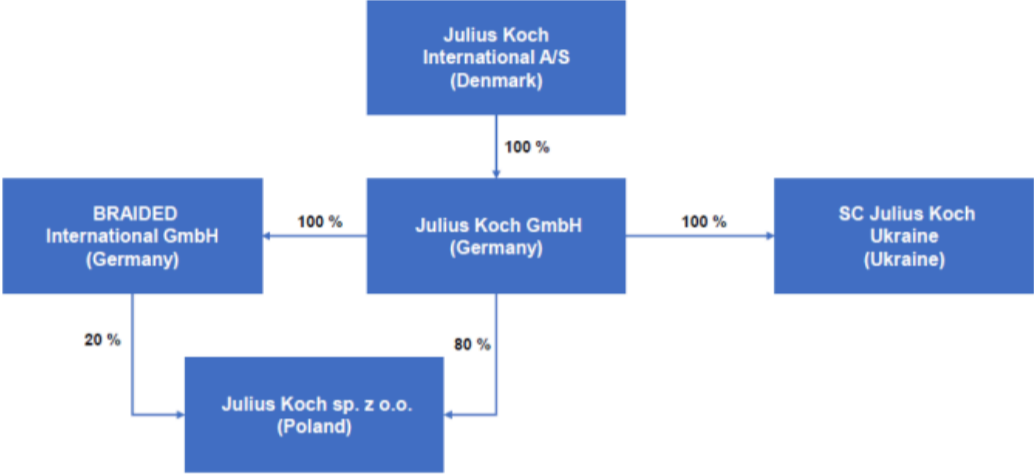 Julius Koch
International A/S
(Denmark)
100 %
BRAIDED
International GmbH
(Germany)
100 %
Julius Koch GmbH
(Germany)
100 %
SC Julius Koch
Ukraine
(Ukraine)
20 %
80 %
Julius Koch sp. z o.o.
(Poland)